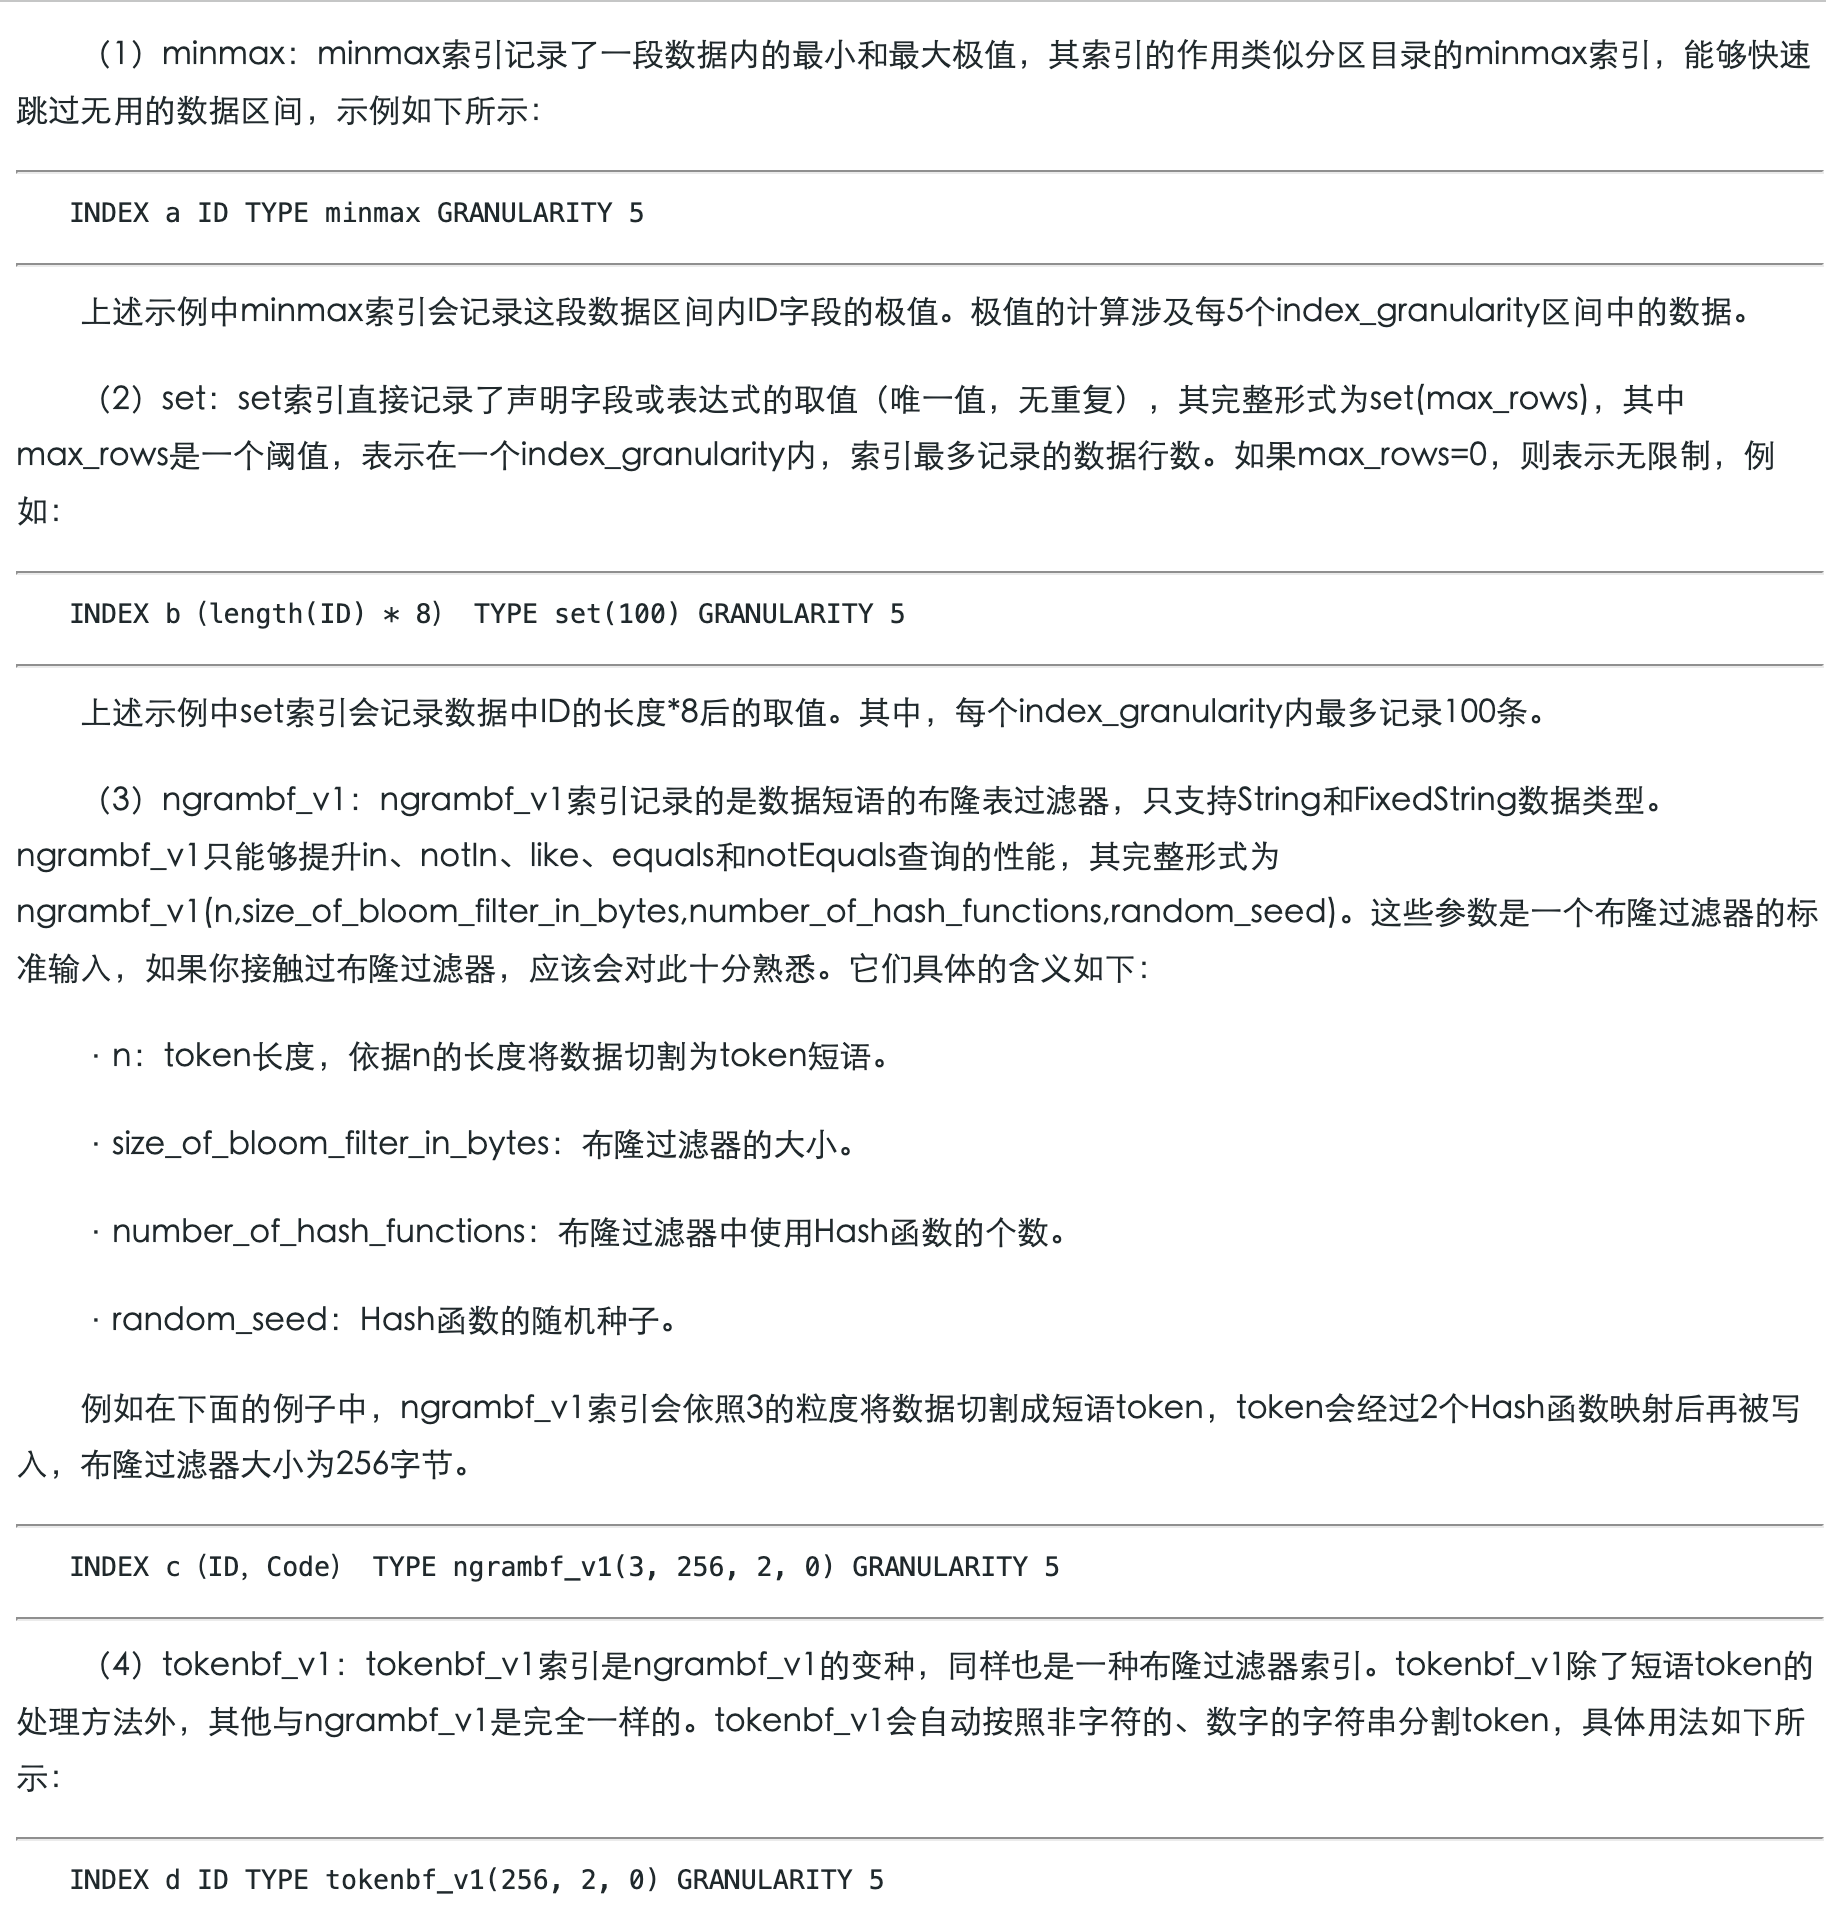 （1）minmax：minmax索引记录了一段数据内的最小和最大极值，其索引的作用类似分区目录的minmax索引，能够快速
跳过无用的数据区间，示例如下所示：
INDEX a ID TYPE minmax GRANULARITY 5
上述示例中minmax索引会记录这段数据区间内ID字段的极值。极值的计算涉及每5个index_granularity区间中的数据。
（2）set：set索引直接记录了声明字段或表达式的取值（唯一值，无重复），其完整形式为set(max_rows)，其中
max_rows是一个阈值，表示在一个index_granularity内，索引最多记录的数据行数。如果max_rows=0，则表示无限制，例
如：
INDEX b（length(ID) * 8） TYPE set(100) GRANULARITY 5
上述示例中set索引会记录数据中ID的长度*8后的取值。其中，每个index_granularity内最多记录100条。
（3）ngrambf_v1：ngrambf_v1索引记录的是数据短语的布隆表过滤器，只支持String和FixedString数据类型。
ngrambf_v1只能够提升in、notIn、like、equals和notEquals查询的性能，其完整形式为
ngrambf_v1(n,size_of_bloom_filter_in_bytes,number_of_hash_functions,random_seed)。这些参数是一个布隆过滤器的标
准输入，如果你接触过布隆过滤器，应该会对此十分熟悉。它们具体的含义如下：
·n：token长度，依据n的长度将数据切割为token短语。
·size_of_bloom_filter_in_bytes：布隆过滤器的大小。
·number_of_hash_functions：布隆过滤器中使用Hash函数的个数。
·random_seed：Hash函数的随机种子。
例如在下面的例子中，ngrambf_v1索引会依照3的粒度将数据切割成短语token，token会经过2个Hash函数映射后再被写
入，布隆过滤器大小为256字节。
INDEX c（ID，Code） TYPE ngrambf_v1(3, 256, 2, 0) GRANULARITY 5
（4）tokenbf_v1：tokenbf_v1索引是ngrambf_v1的变种，同样也是一种布隆过滤器索引。tokenbf_v1除了短语token的
处理方法外，其他与ngrambf_v1是完全一样的。tokenbf_v1会自动按照非字符的、数字的字符串分割token，具体用法如下所
示：
INDEX d ID TYPE tokenbf_v1(256, 2, 0) GRANULARITY 5